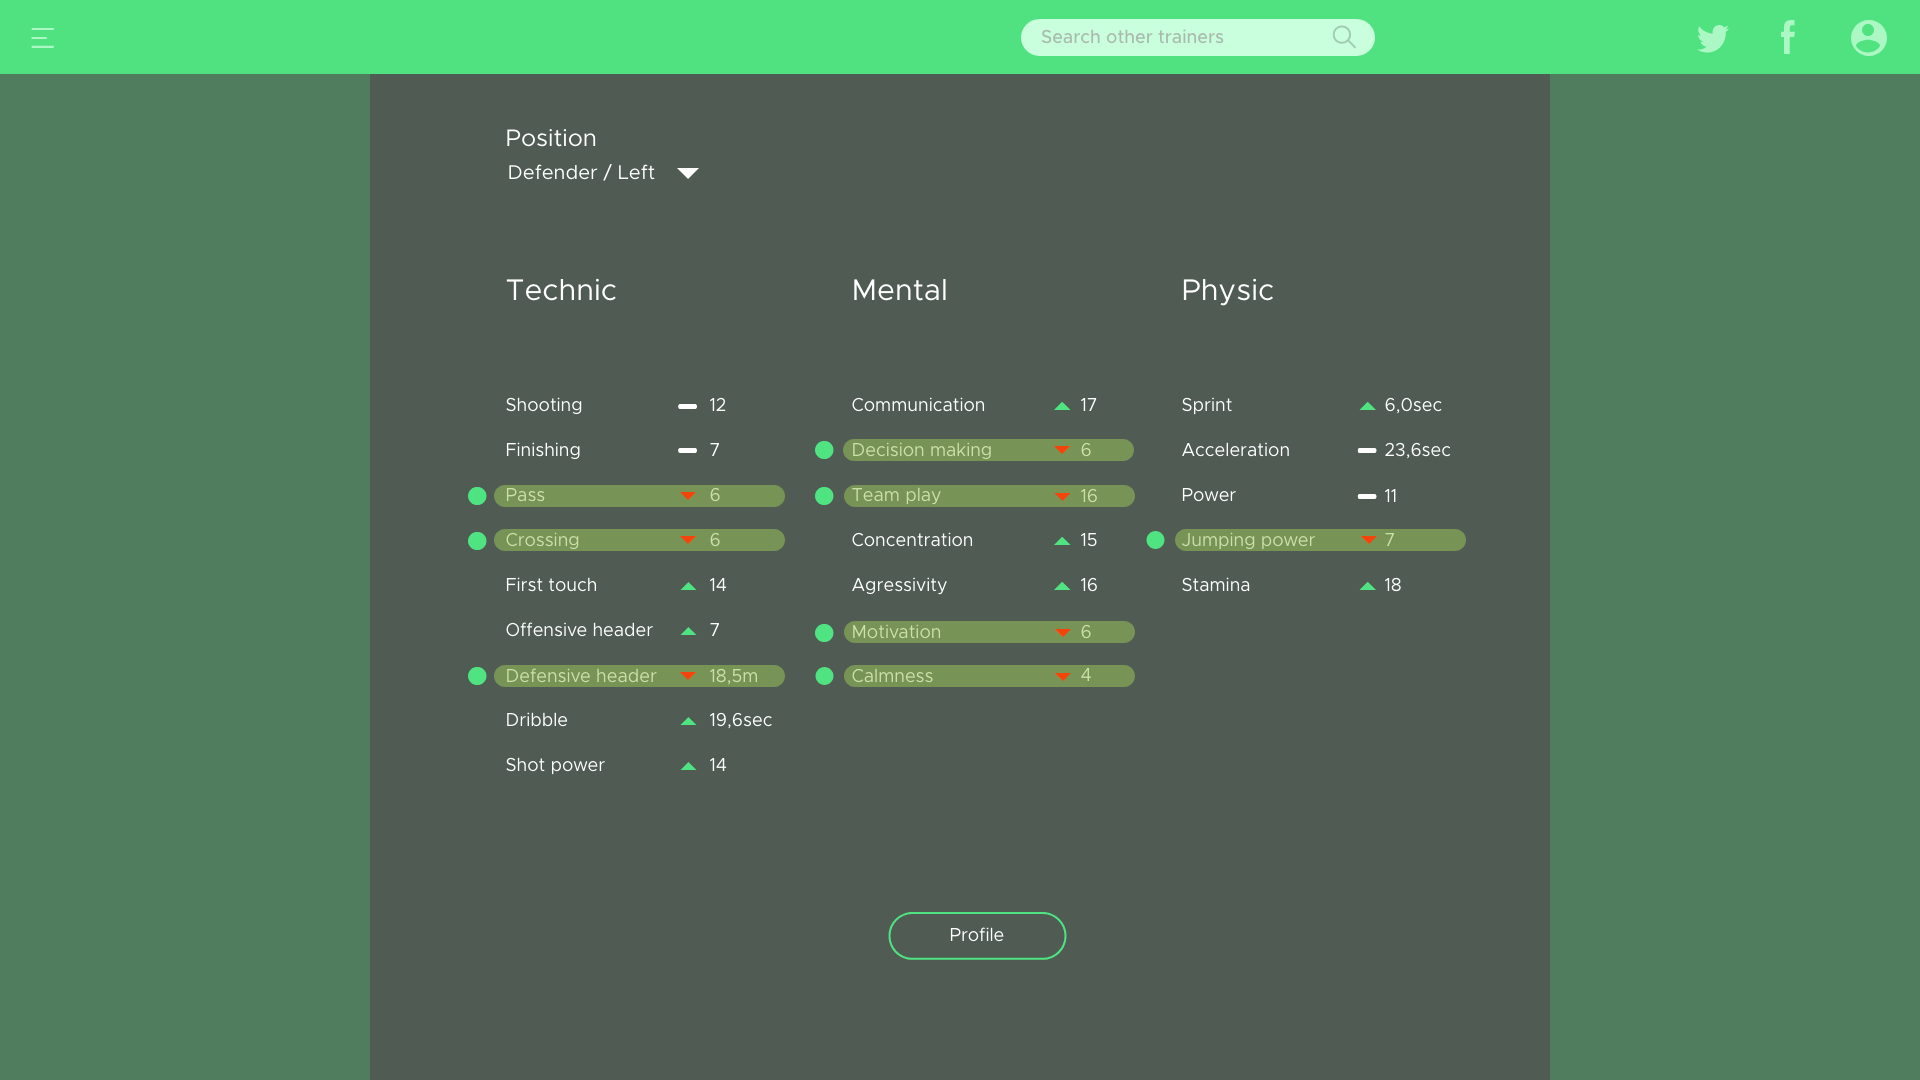 Search other trainers
Position
Defender / Left
Technic
Shooting 12
Finishing 7
Pass 6
Crossing 6
First touch 14
Offensive header 7
Defensive header 18,5m
Dribble 19,6sec
Shot power 14
Mental
Communication 17
Decision making 6
Team play 16
Concentration 15
Agressivity 16
Motivation 6
Calmness 4
Physic
Sprint 6,0sec
Acceleration 23,6sec
Power 11
Jumping power 7
Stamina 18
Profile